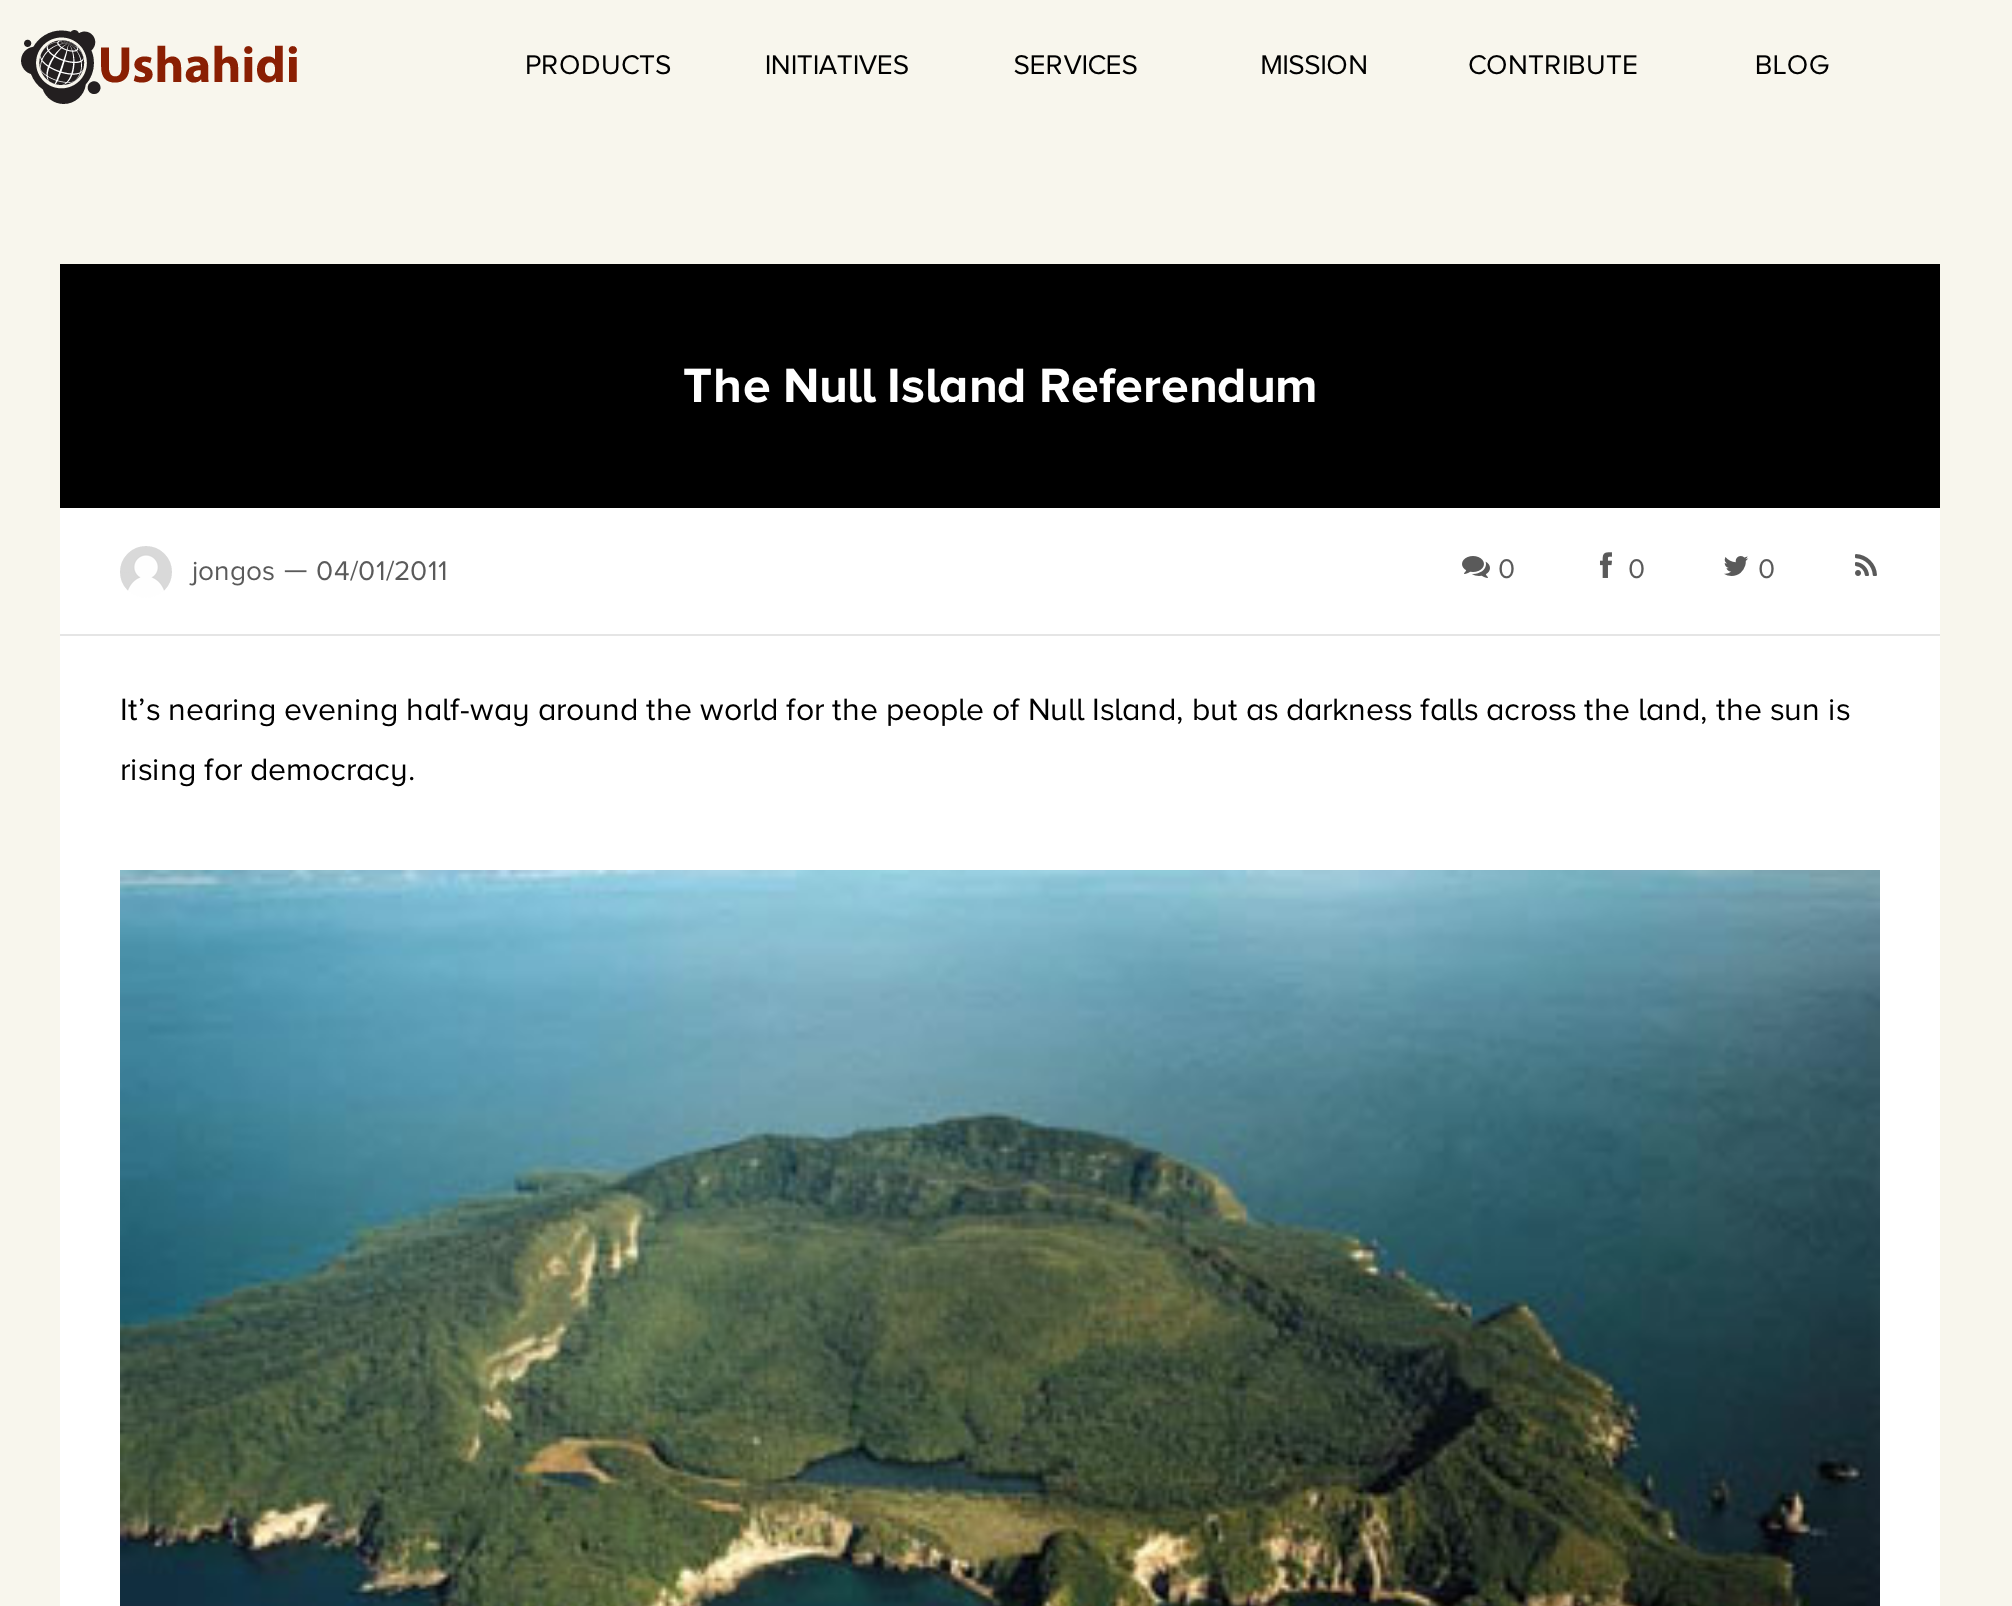 Ushahidi
PRODUCTS INITIATIVES SERVICES MISSION CONTRIBUTE BLOG
The Null Island Referendum
jongos — 04/01/2011
0 0 0
It’s nearing evening half-way around the world for the people of Null Island, but as darkness falls across the land, the sun is
rising for democracy.